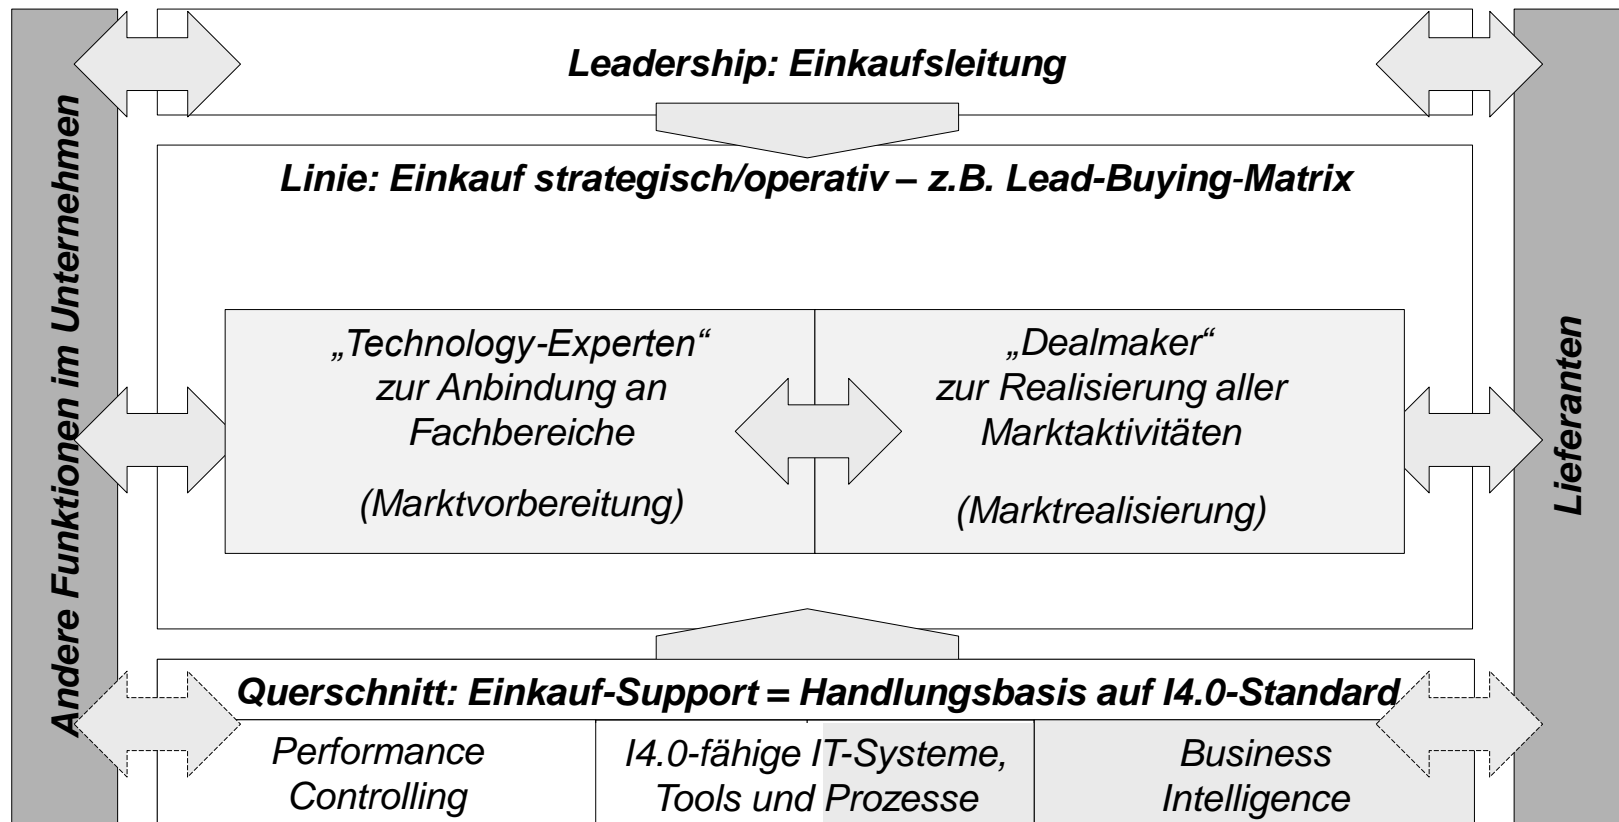 Andere Funktionen im Unternehmen
Leadership: Einkaufsleitung
Linie: Einkauf strategisch/operativ – z.B. Lead-Buying-Matrix
„Technology-Experten“
zur Anbindung an
Fachbereiche
(Marktvorbereitung)
„Dealmaker“
zur Realisierung aller
Marktaktivitäten
(Marktrealisierung)
Querschnitt: Einkauf-Support = Handlungsbasis auf I4.0-Standard
Performance
Controlling
I4.0-fähige IT-Systeme,
Tools und Prozesse
Business
Intelligence
Lieferanten